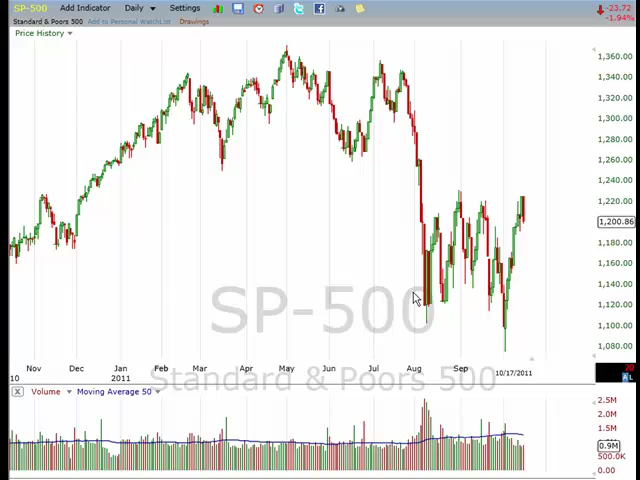 SP-500 Add Indicator Daily Settings -23.72
Standard & Poors 500 Add to Personal WatchList Drawings -1.94%
Price History
1,360.00
1,340.00
1,320.00
1,300.00
1,280.00
1,260.00
1,240.00
1,220.00
1,200.86
1,180.00
1,160.00
1,140.00
1,120.00
1,100.00
1,080.00
SP-500
Standard & Poors 500
Nov Dec Jan Feb Mar Apr May Jun Jul Aug Sep 10/17/2011
10 2011
20
A L
X Volume Moving Average 50
2.5M
2.0M
1.5M
0.9M
500.0K
0.00